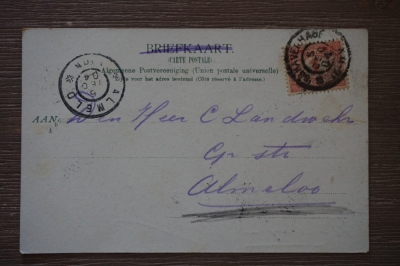 BRIEFKAART
(CARTE POSTALE)
Algemeene Postvereeniging (Union postale universelle)
Zijde voor het adres bestemd (Côté réservé à l'adresse)
ALMELO
AAN
den Heer C Landwehr
Gr str
Almeloo